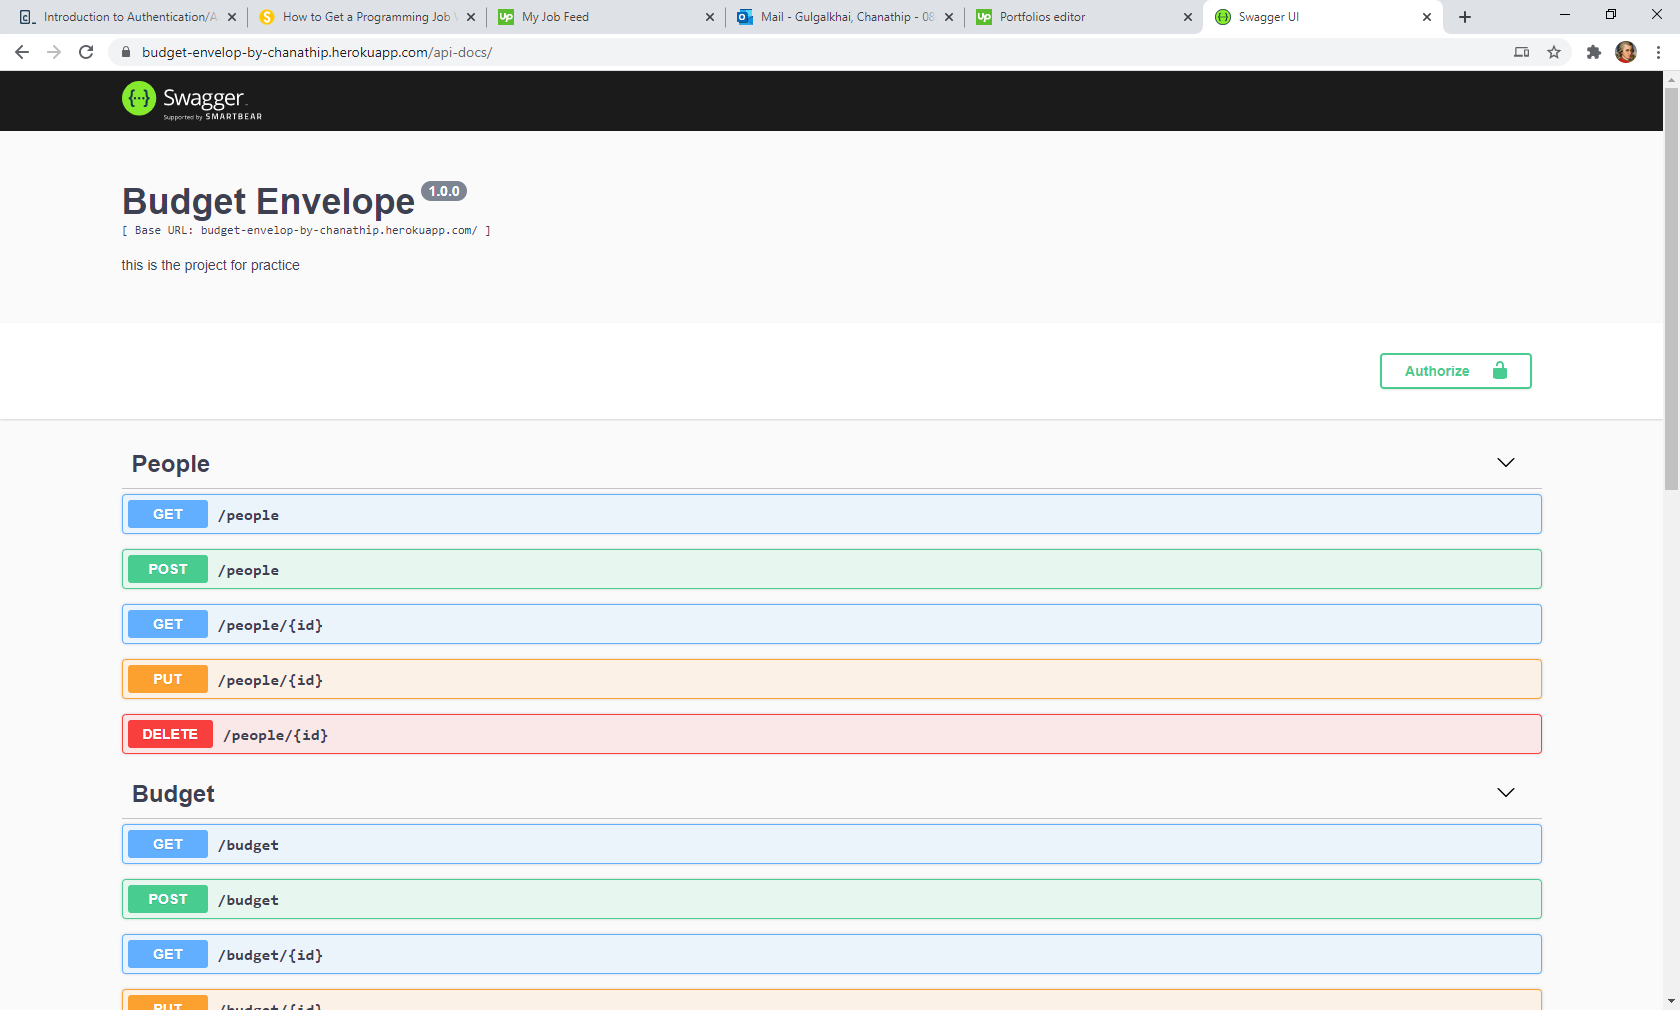 Introduction to Authentication/A
How to Get a Programming Job
My Job Feed
Mail - Gulgalkhai, Chanathip - 08
Portfolios editor
Swagger UI
budget-envelop-by-chanathip.herokuapp.com/api-docs/
Swagger
Supported by SMARTBEAR
Budget Envelope 1.0.0
[ Base URL: budget-envelop-by-chanathip.herokuapp.com/ ]
this is the project for practice
Authorize
People
GET /people
POST /people
GET /people/{id}
PUT /people/{id}
DELETE /people/{id}
Budget
GET /budget
POST /budget
GET /budget/{id}
PUT /budget/{id}